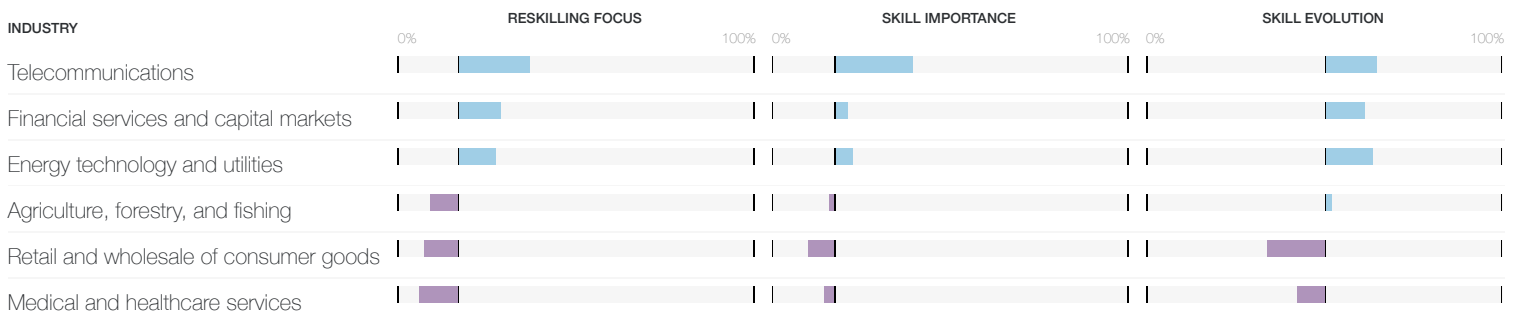 INDUSTRY RESKILLING FOCUS SKILL IMPORTANCE SKILL EVOLUTION
0% 100% 0% 100% 0% 100%
Telecommunications
Financial services and capital markets
Energy technology and utilities
Agriculture, forestry, and fishing
Retail and wholesale of consumer goods
Medical and healthcare services